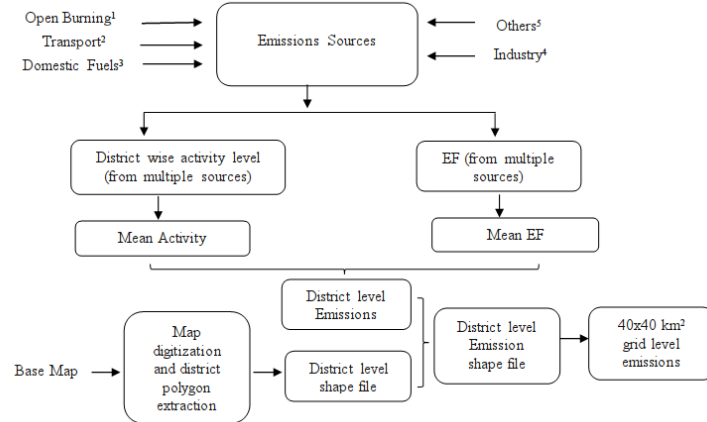 Open Burning¹
Transport²
Domestic Fuels³
Emissions Sources
Others⁵
Industry⁴
District wise activity level
(from multiple sources)
EF (from multiple
sources)
Mean Activity
Mean EF
District level
Emissions
Base Map
Map
digitization
and district
polygon
extraction
District level
shape file
District level
Emission
shape file
40x40 km²
grid level
emissions